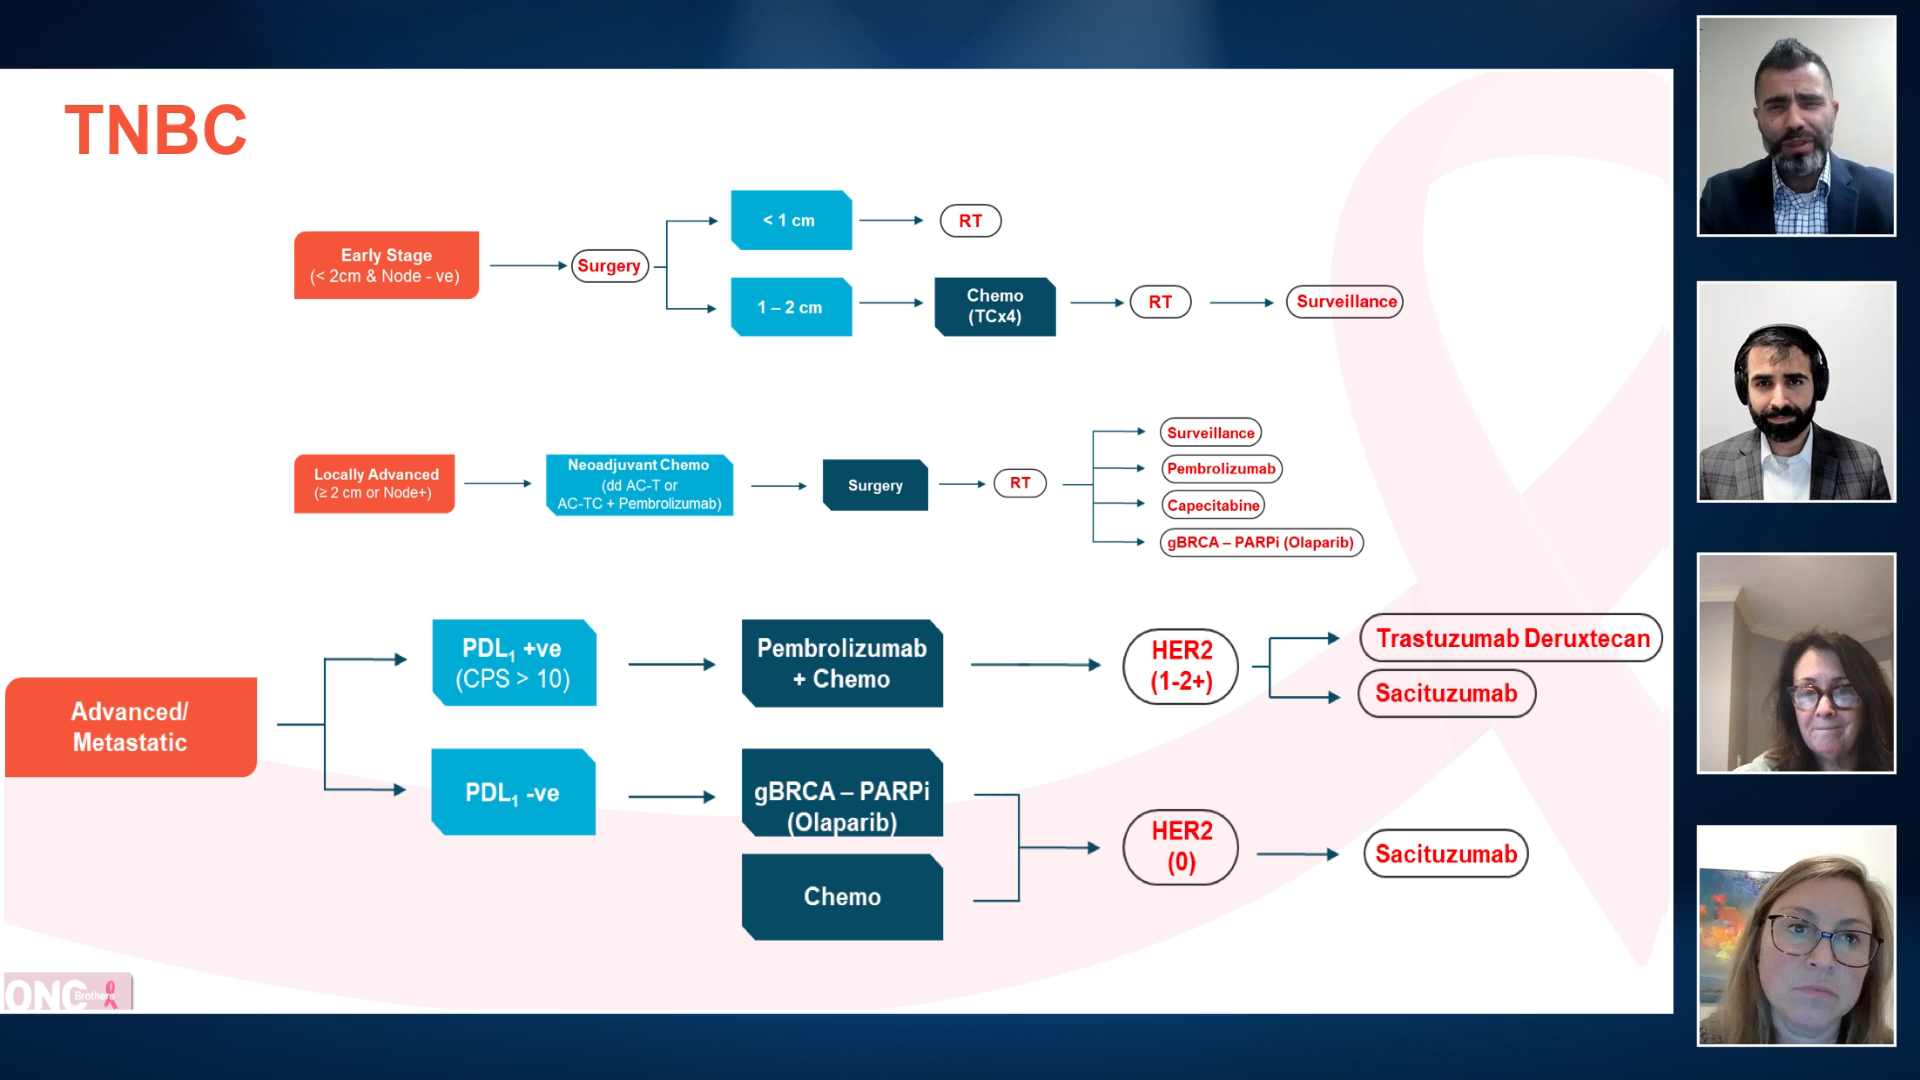 TNBC
Early Stage
(< 2cm & Node - ve)
Surgery
< 1 cm
RT
1 – 2 cm
Chemo
(TCx4)
RT
Surveillance
Locally Advanced
(≥ 2 cm or Node+)
Neoadjuvant Chemo
(dd AC-T or
AC-TC + Pembrolizumab)
Surgery
RT
Surveillance
Pembrolizumab
Capecitabine
gBRCA – PARPi (Olaparib)
Advanced/
Metastatic
PDL1 +ve
(CPS > 10)
Pembrolizumab
+ Chemo
HER2
(1-2+)
Trastuzumab Deruxtecan
Sacituzumab
PDL1 -ve
gBRCA – PARPi
(Olaparib)
Chemo
HER2
(0)
Sacituzumab
ONC Brothers